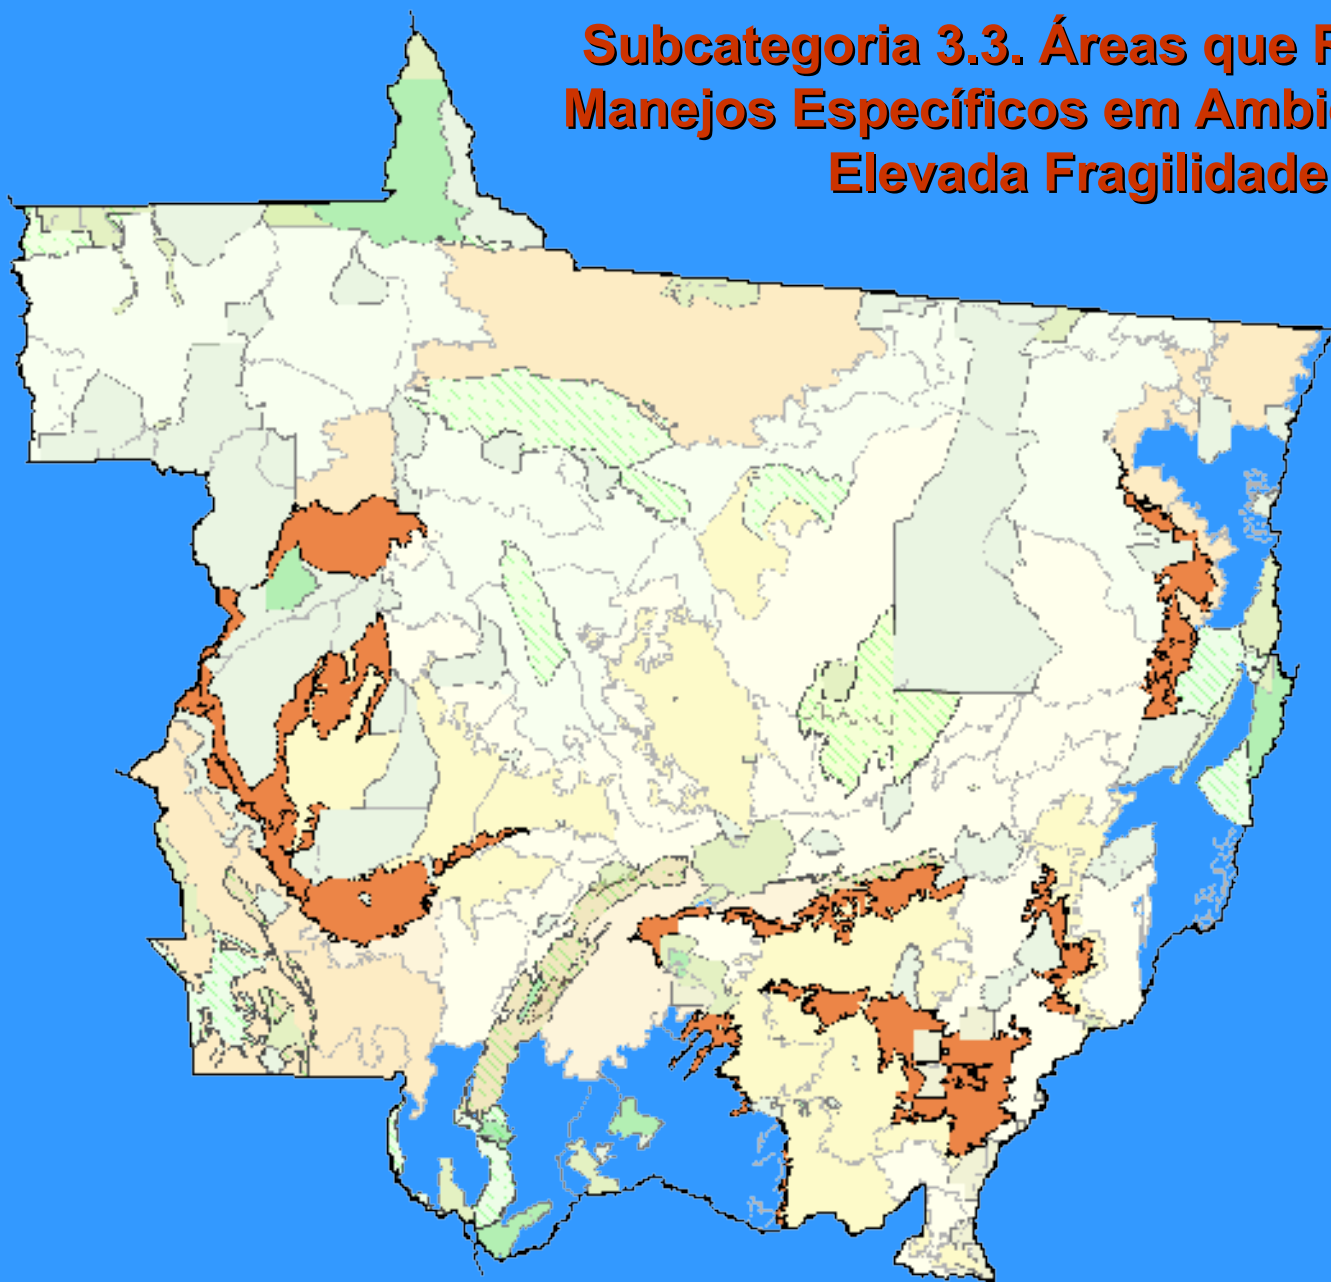 Subcategoria 3.3. Áreas que
Manejos Específicos em
Elevada Fragilidade